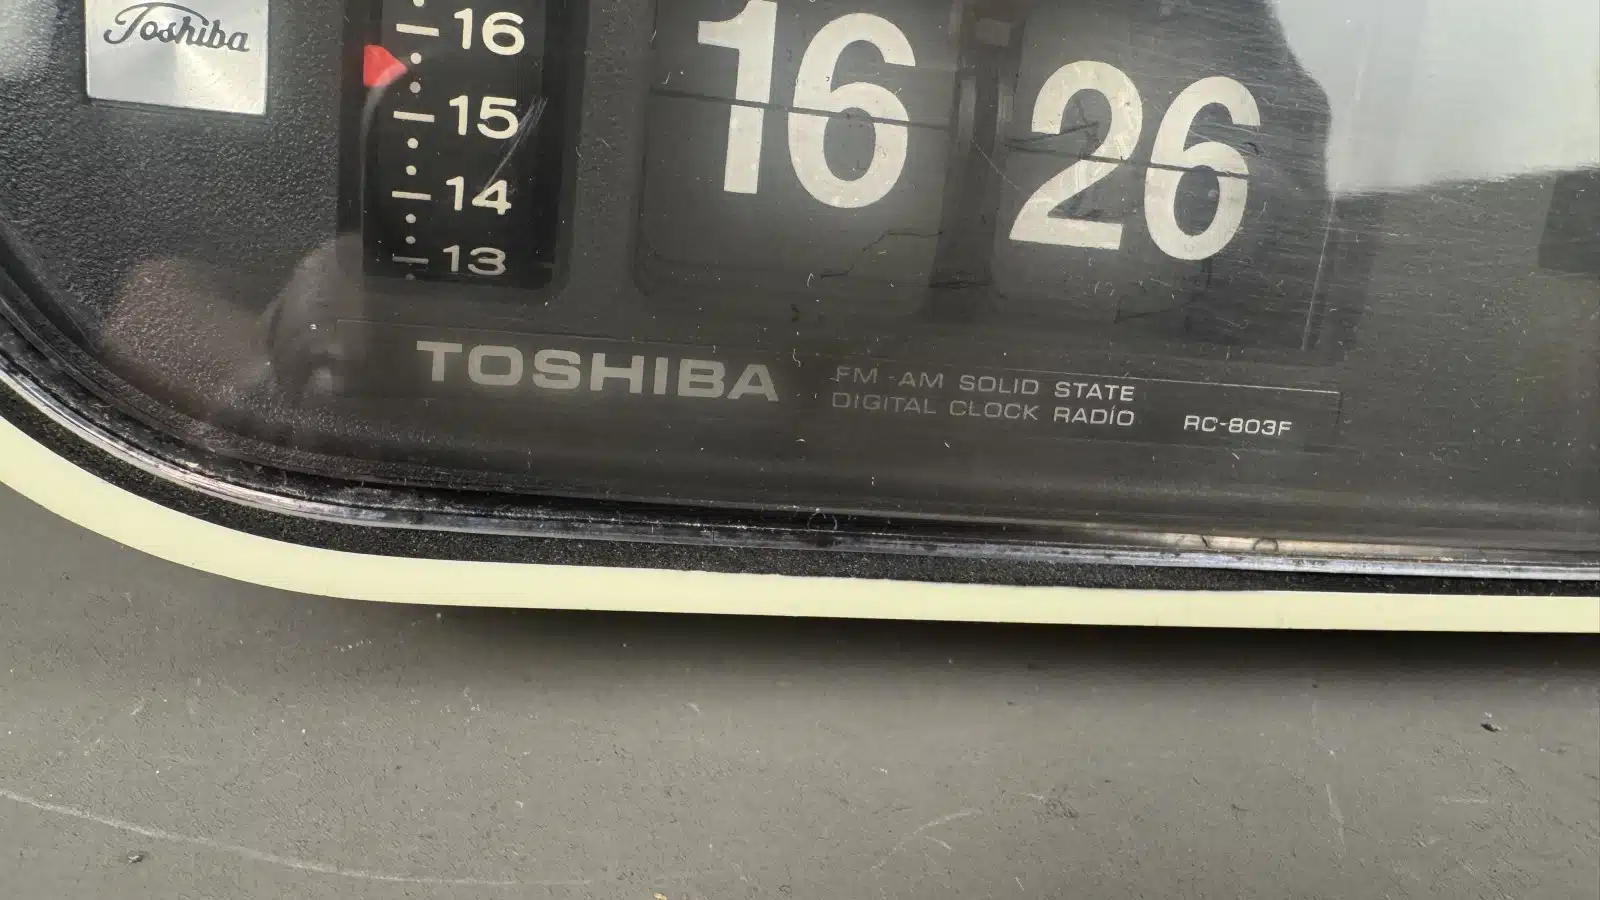 Toshiba
16
15
14
13
16 26
TOSHIBA
FM-AM SOLID STATE
DIGITAL CLOCK RADIO RC-803F